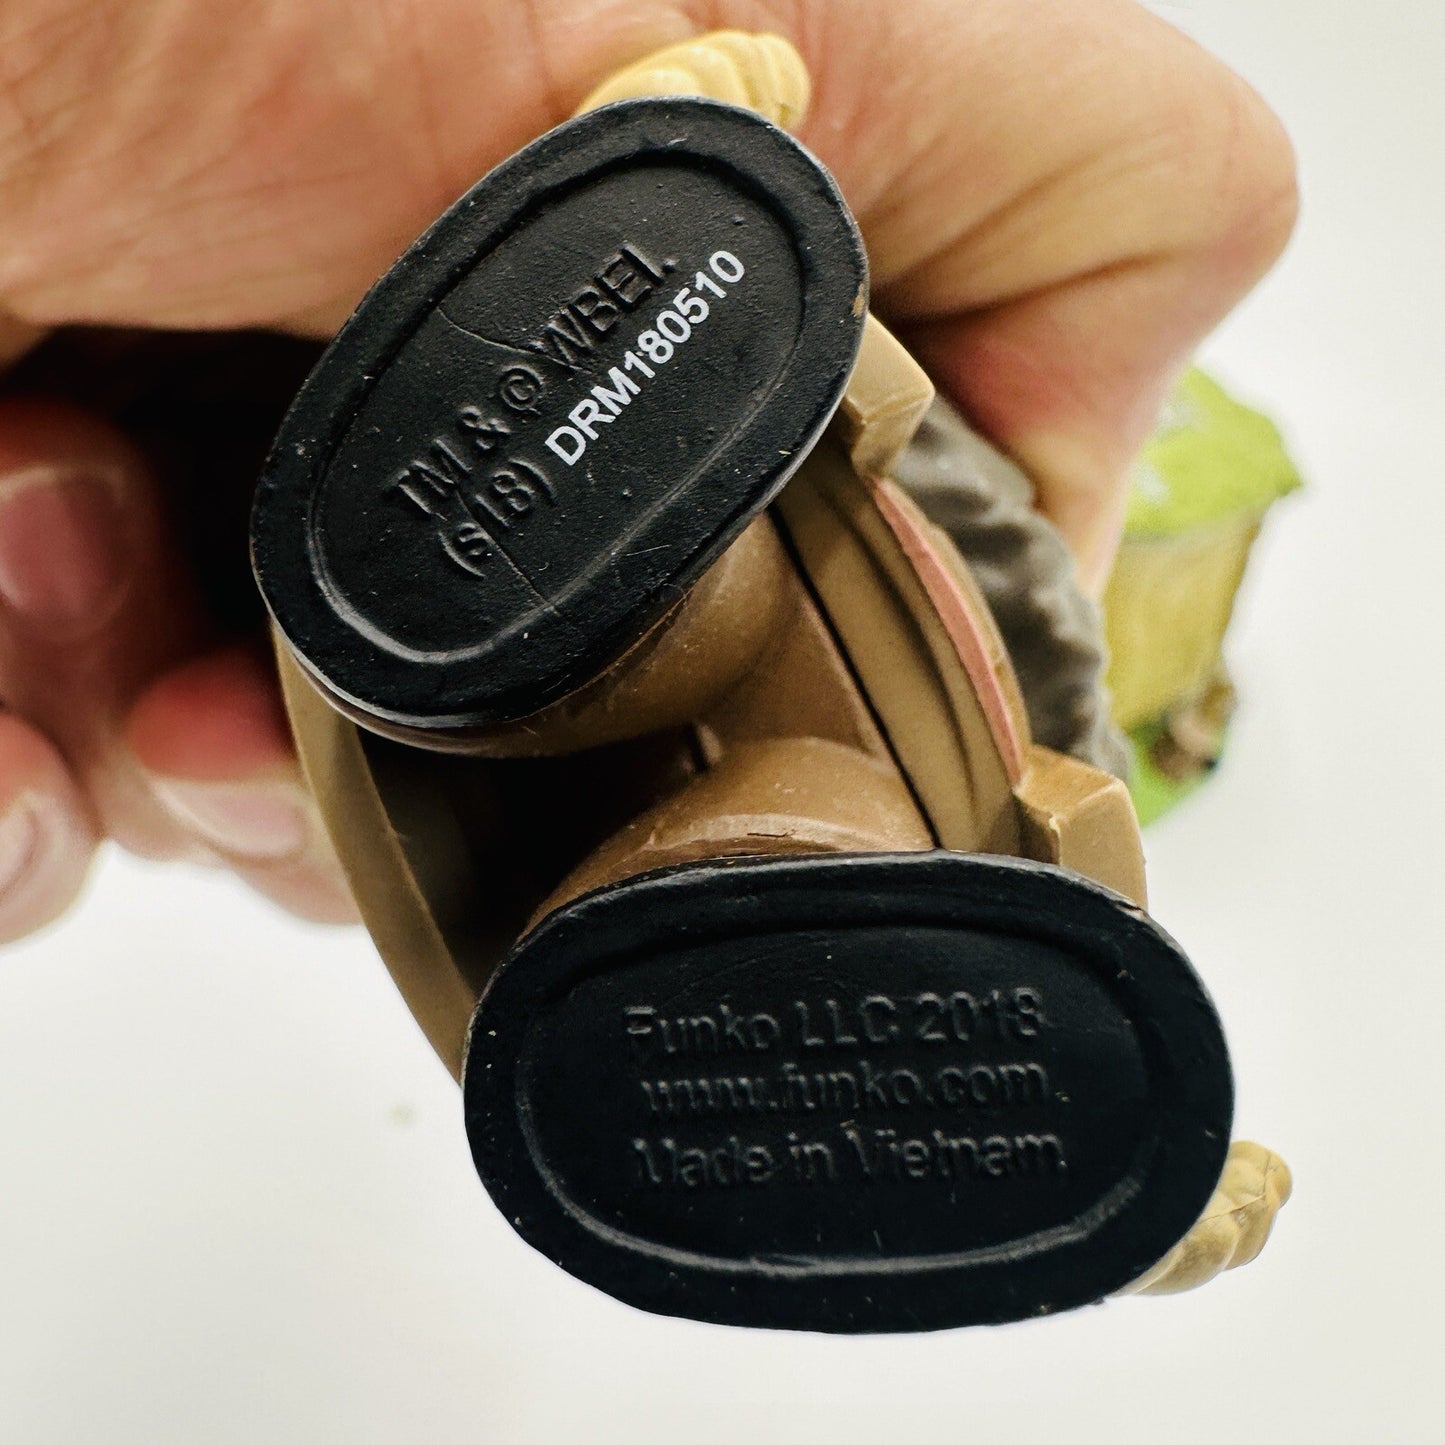 TM & © WBEI.
(s18)
DRM180510
Funko LLC 2018
www.funko.com.
Made in Vietnam